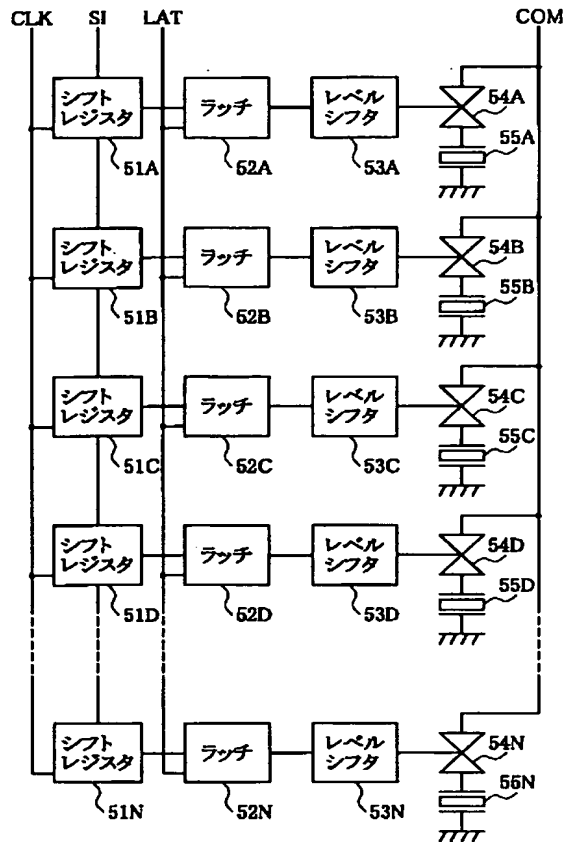 CLK SI LAT COM
シフト
レジスタ
ラッチ
レベル
シフタ
54A
55A
51A 52A 53A
シフト
レジスタ
ラッチ
レベル
シフタ
54B
55B
51B 52B 53B
シフト
レジスタ
ラッチ
レベル
シフタ
54C
55C
51C 52C 53C
シフト
レジスタ
ラッチ
レベル
シフタ
54D
55D
51D 52D 53D
シフト
レジスタ
ラッチ
レベル
シフタ
54N
55N
51N 52N 53N